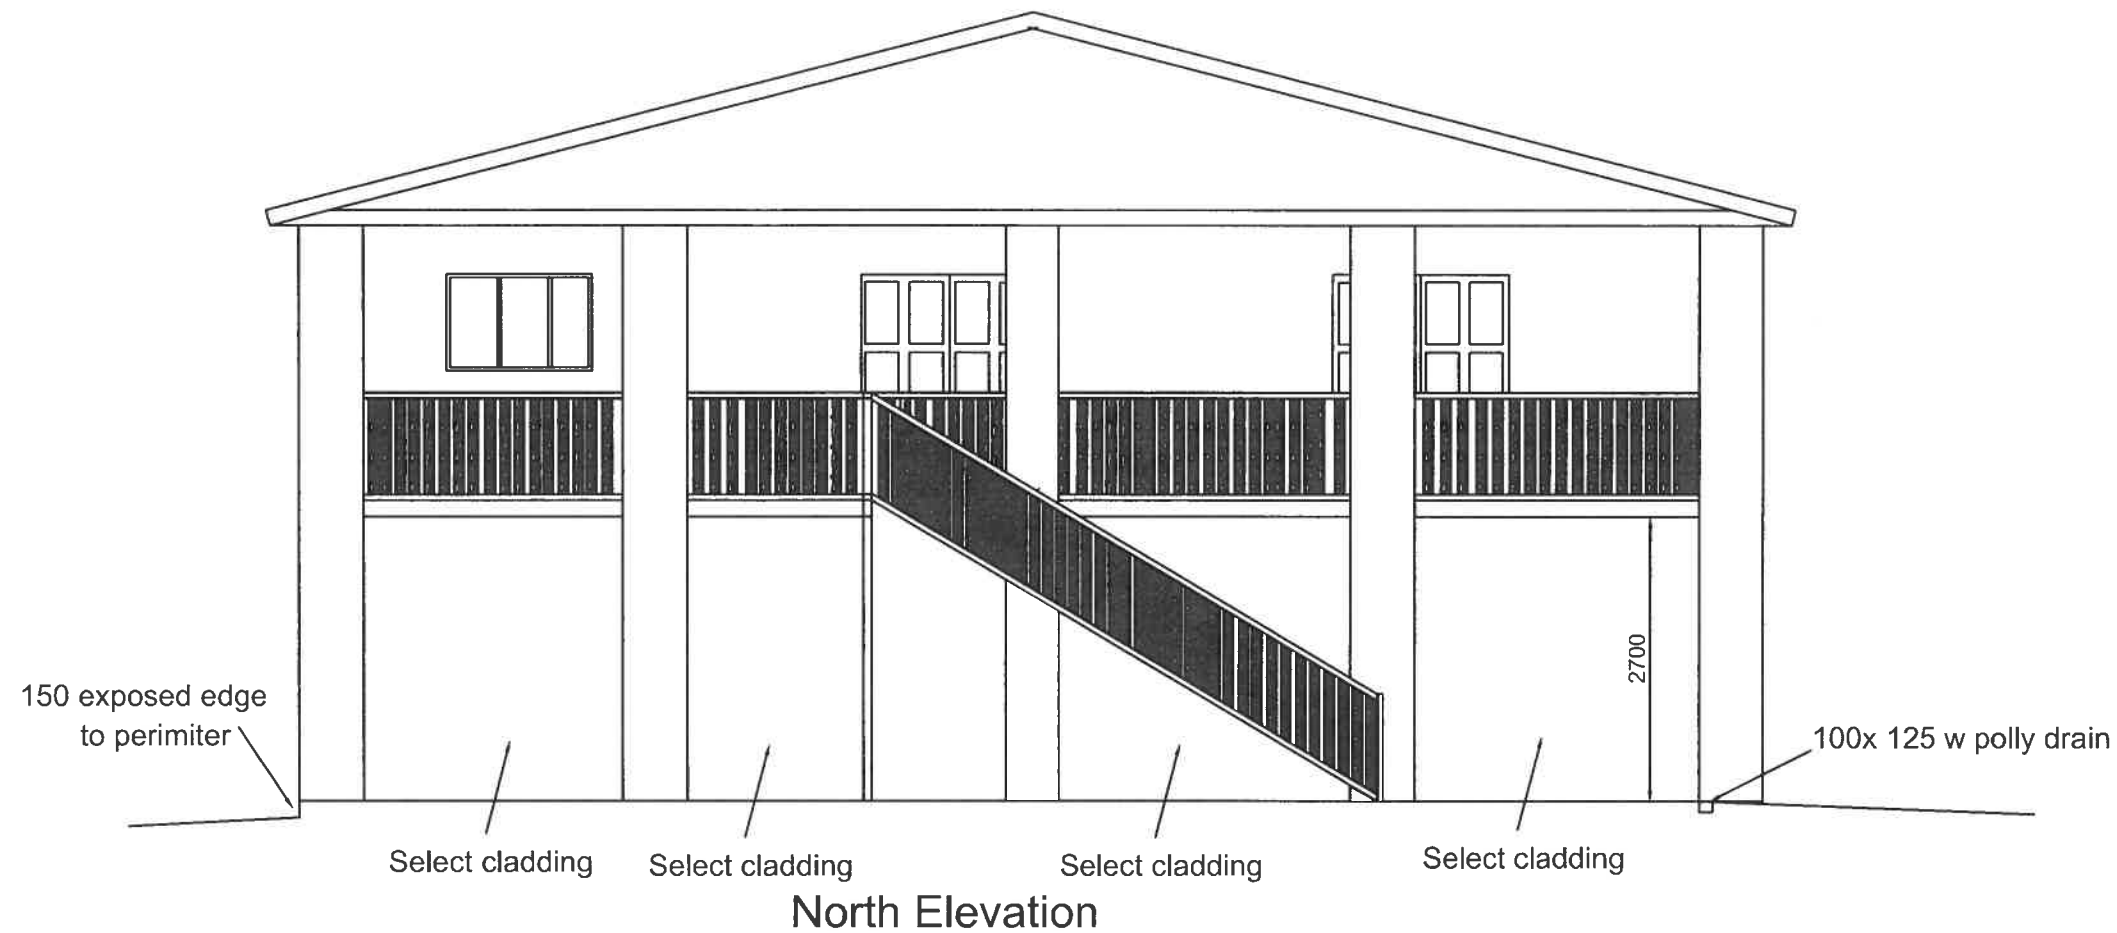 2700
150 exposed edge
to perimiter
100x 125 w polly drain
Select cladding
Select cladding
Select cladding
Select cladding
North Elevation